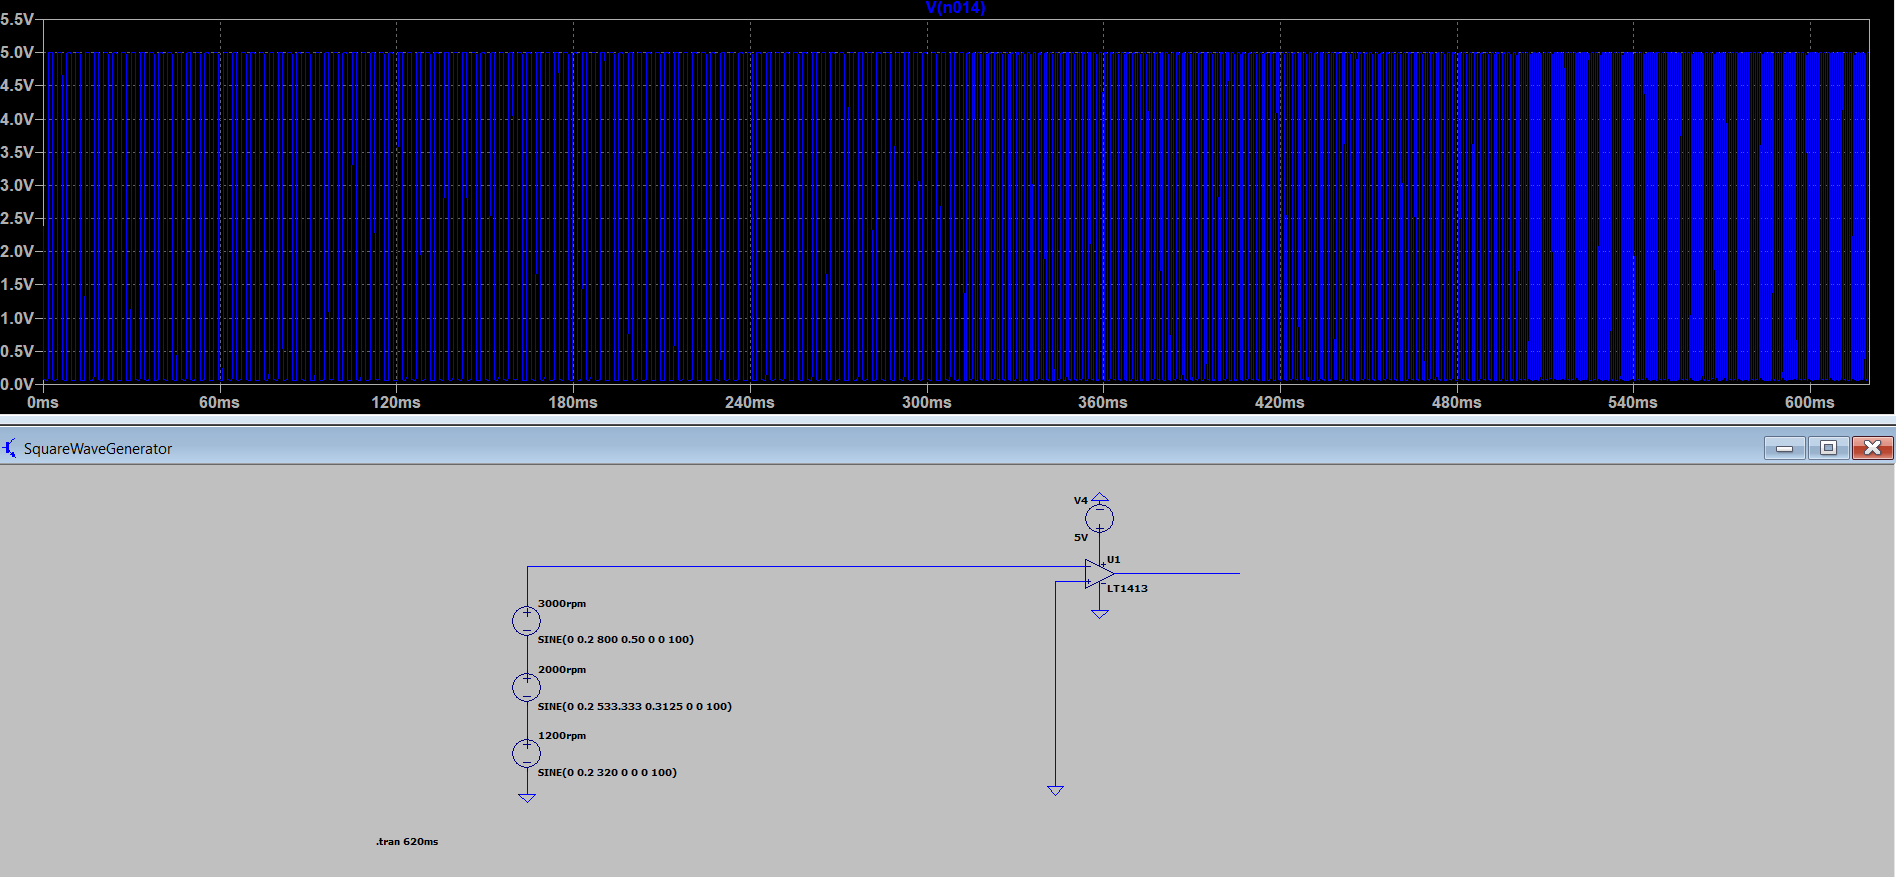 V(n014)
5.5V
5.0V
4.5V
4.0V
3.5V
3.0V
2.5V
2.0V
1.5V
1.0V
0.5V
0.0V
0ms 60ms 120ms 180ms 240ms 300ms 360ms 420ms 480ms 540ms 600ms
SquareWaveGenerator
V4
5V
U1
LT1413
3000rpm
SINE(0 0.2 800 0.50 0 0 100)
2000rpm
SINE(0 0.2 533.333 0.3125 0 0 100)
1200rpm
SINE(0 0.2 320 0 0 0 100)
.tran 620ms